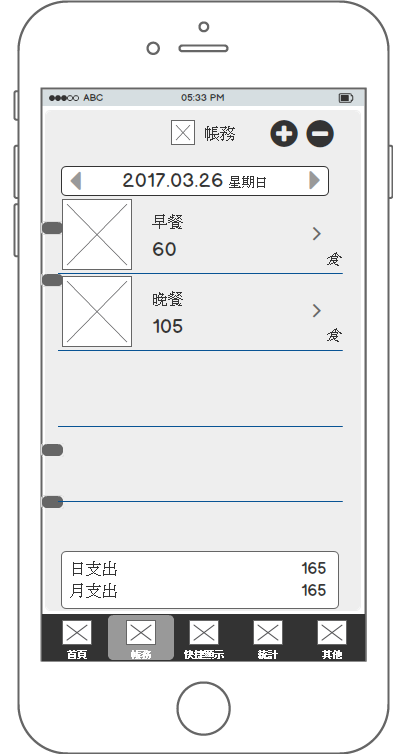 ABC 05:33 PM
帳務
2017.03.26 星期日
早餐
60
食
晚餐
105
食
日支出 165
月支出 165
首頁 帳務 快捷顯示 統計 其他